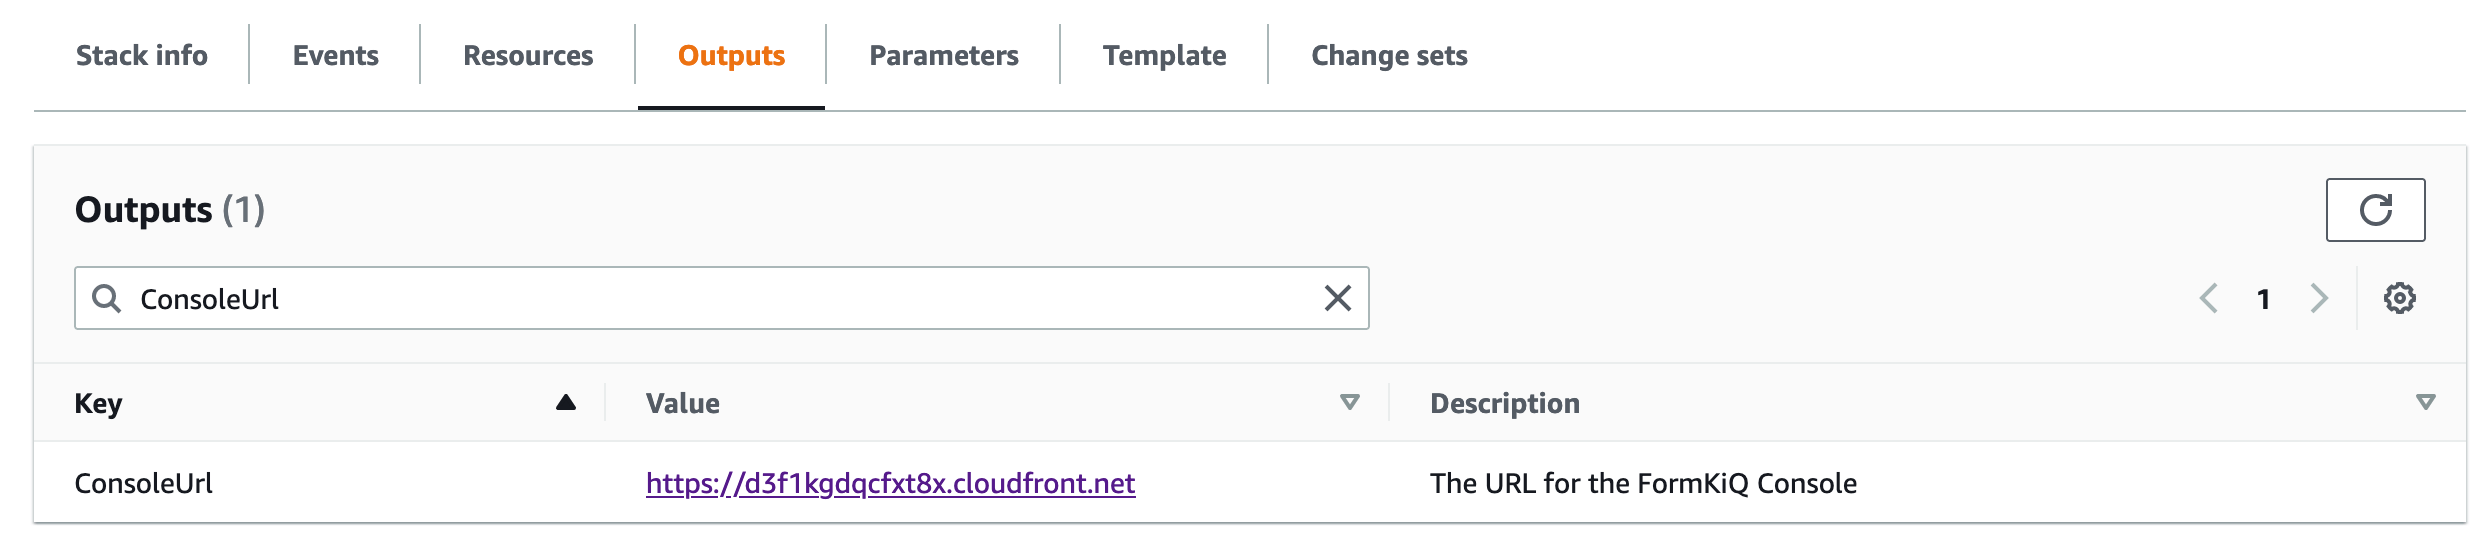 Stack info Events Resources Outputs Parameters Template Change sets
Outputs (1)
ConsoleUrl
1
Key Value Description
ConsoleUrl https://d3f1kgdqcfxt8x.cloudfront.net The URL for the FormKiQ Console